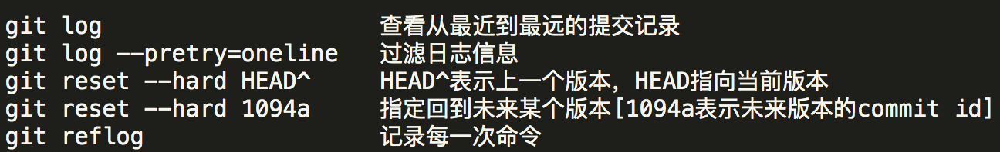 git log 查看从最近到最远的提交记录
git log --pretry=oneline 过滤日志信息
git reset --hard HEAD^ HEAD^表示上一个版本，HEAD指向当前版本
git reset --hard 1094a 指定回到未来某个版本[1094a表示未来版本的commit id]
git reflog 记录每一次命令